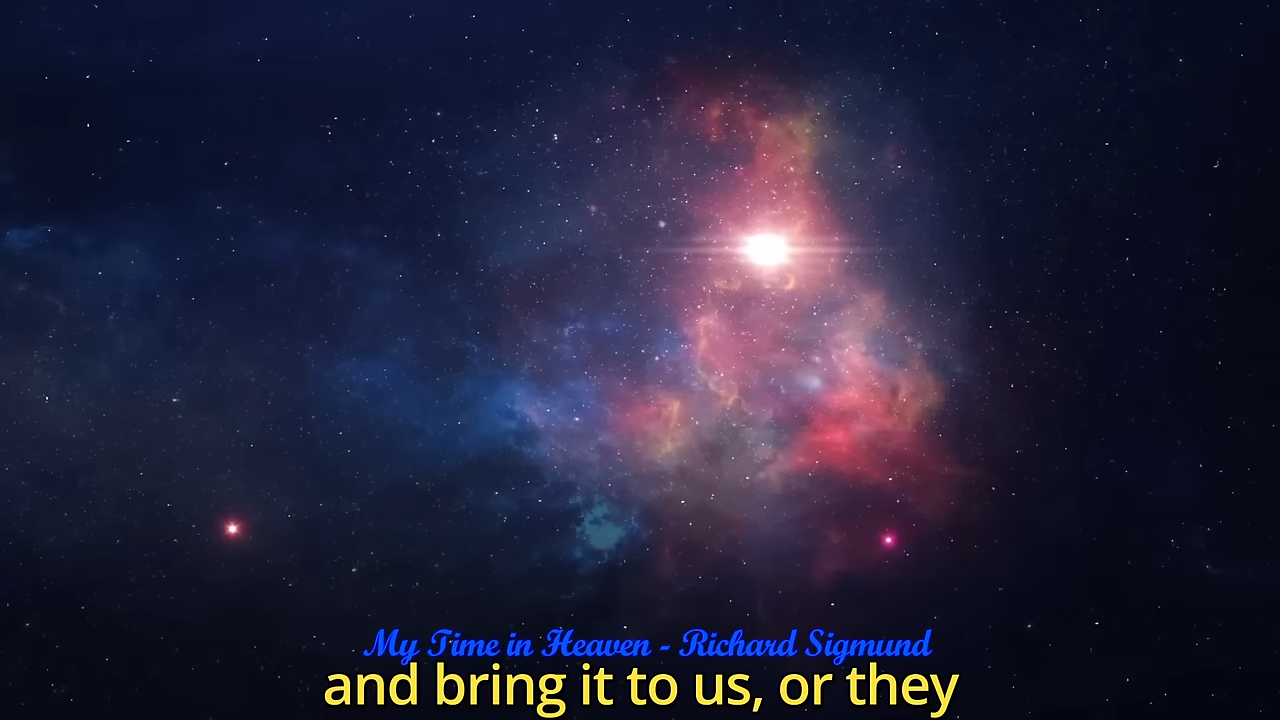 My Time in Heaven - Richard Sigmund
and bring it to us, or they